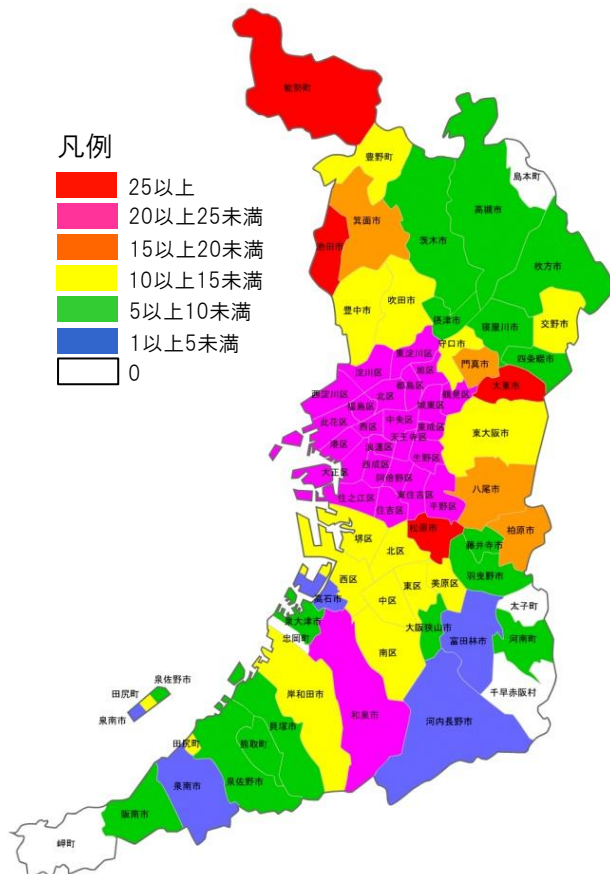 能勢町
凡例
25以上
20以上25未満
15以上20未満
10以上15未満
5以上10未満
1以上5未満
0
豊野町
島本町
高槻市
箕面市
茨木市
池田市
枚方市
吹田市
豊中市
摂津市
寝屋川市
交野市
守口市
東淀川区
門真市
四条畷市
淀川区
旭区
大東市
西淀川区
都島区
鶴見区
北区
福島区
城東区
此花区
西区
中央区
東成区
東大阪市
天王寺区
港区
浪速区
生野区
西成区
大正区
阿倍野区
八尾市
住之江区
東住吉区
平野区
住吉区
松原市
柏原市
堺区
北区
藤井寺市
西区
東区
美原区
羽曳野市
高石市
中区
太子町
泉大津市
大阪狭山市
忠岡町
富田林市
河南町
南区
泉佐野市
田尻町
岸和田市
千早赤阪村
泉南市
和泉市
河内長野市
貝塚市
田尻町
熊取町
泉南市
泉佐野市
阪南市
岬町